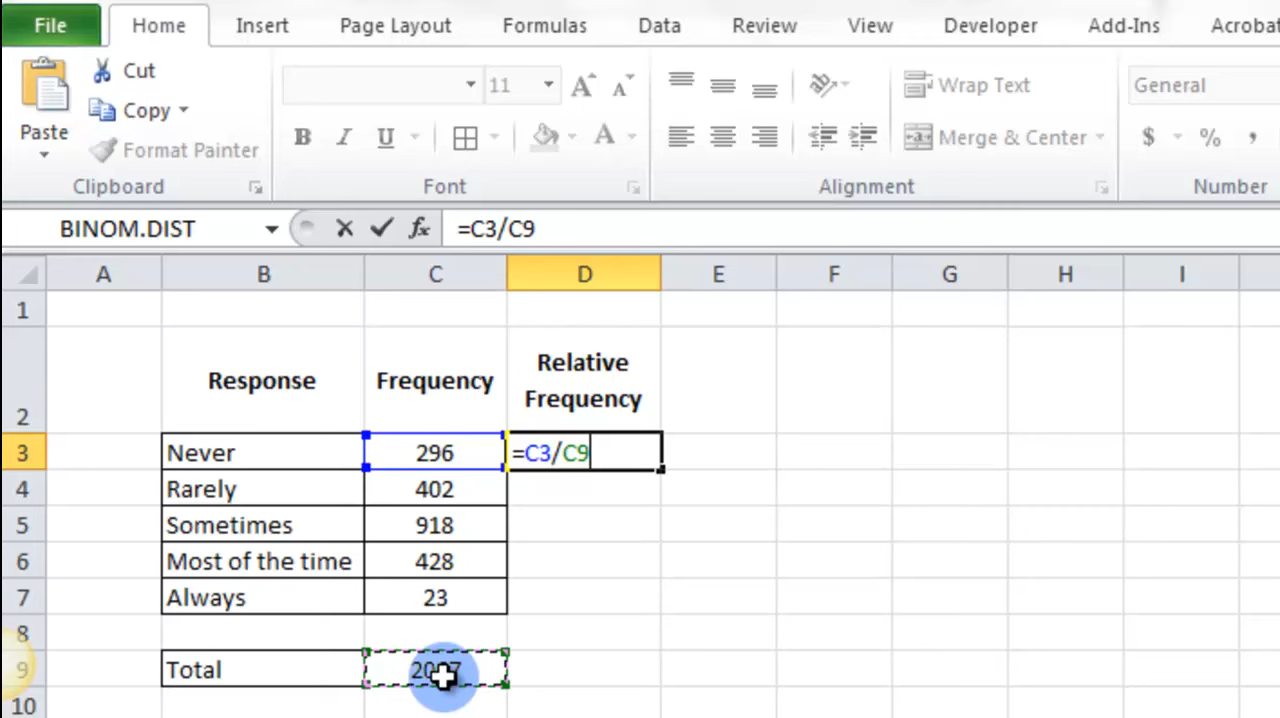 File Home Insert Page Layout Formulas Data Review View Developer Add-Ins
Cut
11 Wrap Text General
Copy
Paste
B I U A Merge & Center $ % ,
Format Painter
Clipboard Font Alignment Number
BINOM.DIST fx =C3/C9
A B C D E F G H I
1
2 Response Frequency Relative Frequency
3 Never 296 =C3/C9
4 Rarely 402
5 Sometimes 918
6 Most of the time 428
7 Always 23
8
9 Total
10